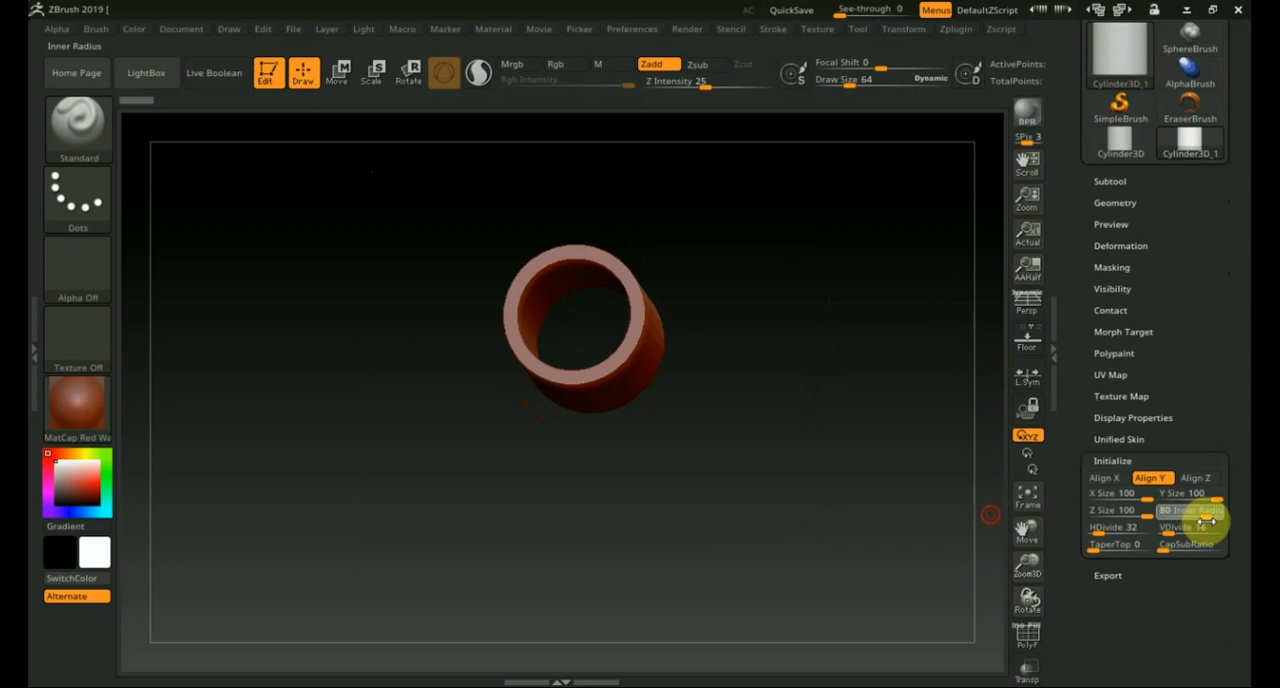 ZBrush 2019 [
AC QuickSave See-through 0 Menus DefaultZScript
Alpha Brush Color Document Draw Edit File Layer Light Macro Marker Material Movie Picker Preferences Render Stencil Stroke Texture Tool Transform Zplugin Zscript
Inner Radius
Home Page LightBox Live Boolean Edit Draw Move Scale Rotate
Mrgb Rgb M Zadd Zsub Zcut
Rgb Intensity Z Intensity 25
Focal Shift 0
Draw Size 64 Dynamic
ActivePoints:
TotalPoints:
Standard
Dots
Alpha Off
Texture Off
MatCap Red Wa
Gradient
SwitchColor
Alternate
BPR
SPix 3
Scroll
Zoom
Actual
AAHalf
Dynamic
Persp
Floor
L.Sym
XYZ
Frame
Move
Zoom3D
Rotate
PolyF
Transp
Cylinder3D_1 SphereBrush
AlphaBrush
SimpleBrush EraserBrush
Cylinder3D Cylinder3D_1
Subtool
Geometry
Preview
Deformation
Masking
Visibility
Contact
Morph Target
Polypaint
UV Map
Texture Map
Display Properties
Unified Skin
Initialize
Align X Align Y Align Z
X Size 100 Y Size 100
Z Size 100 80 Inner Radiu
HDivide 32 VDivide 16
TaperTop 0 CapSubRatio
Export